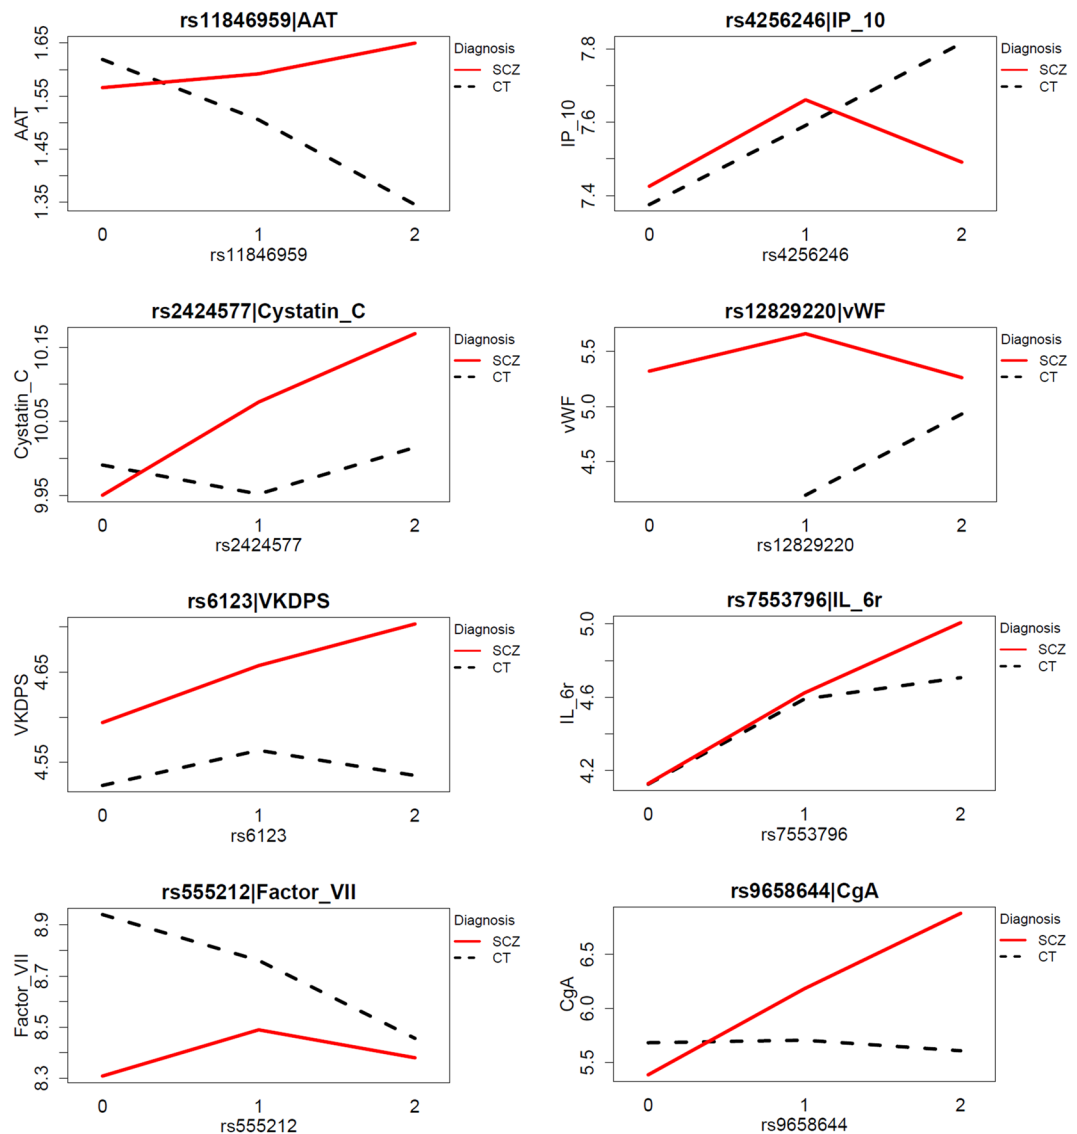 rs11846959|AAT
AAT
1.65
1.55
1.45
1.35
0 1 2
rs11846959
Diagnosis
SCZ
CT
rs4256246|IP_10
IP_10
7.8
7.6
7.4
0 1 2
rs4256246
Diagnosis
SCZ
CT
rs2424577|Cystatin_C
Cystatin_C
10.15
10.05
9.95
0 1 2
rs2424577
Diagnosis
SCZ
CT
rs12829220|vWF
vWF
5.5
5.0
4.5
0 1 2
rs12829220
Diagnosis
SCZ
CT
rs6123|VKDPS
VKDPS
4.65
4.55
0 1 2
rs6123
Diagnosis
SCZ
CT
rs7553796|IL_6r
IL_6r
5.0
4.6
4.2
0 1 2
rs7553796
Diagnosis
SCZ
CT
rs555212|Factor_VII
Factor_VII
8.9
8.7
8.5
8.3
0 1 2
rs555212
Diagnosis
SCZ
CT
rs9658644|CgA
CgA
6.5
6.0
5.5
0 1 2
rs9658644
Diagnosis
SCZ
CT